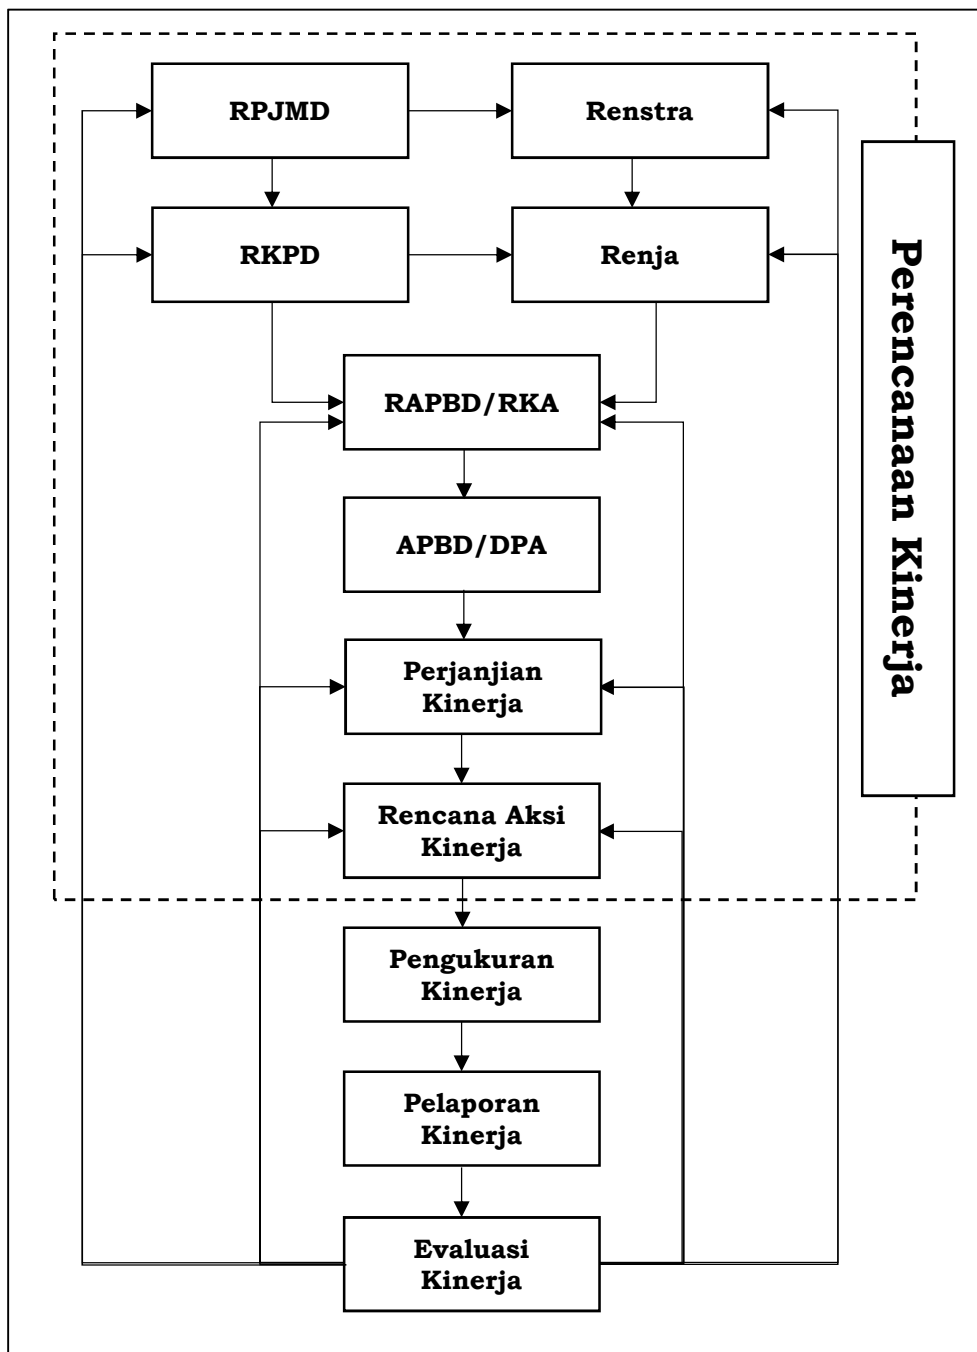 RPJMD
Renstra
RKPD
Renja
RAPBD/RKA
APBD/DPA
Perjanjian
Kinerja
Rencana Aksi
Kinerja
Pengukuran
Kinerja
Pelaporan
Kinerja
Evaluasi
Kinerja
Perencanaan Kinerja